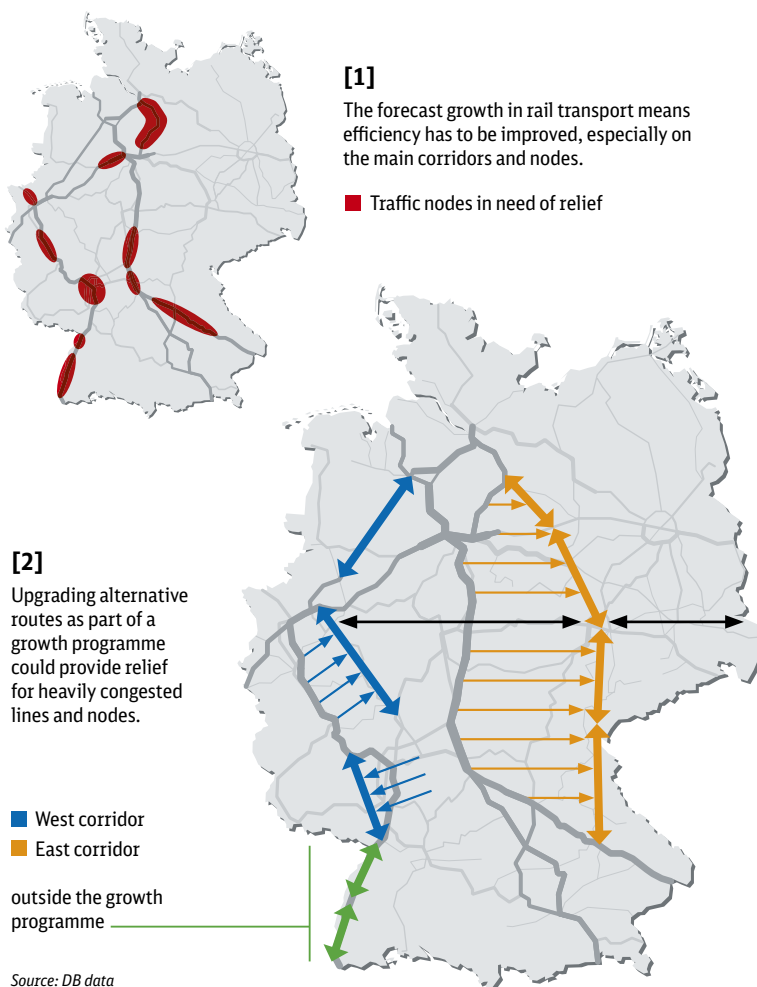 [1]
The forecast growth in rail transport means
efficiency has to be improved, especially on
the main corridors and nodes.
Traffic nodes in need of relief
[2]
Upgrading alternative
routes as part of a
growth programme
could provide relief
for heavily congested
lines and nodes.
West corridor
East corridor
outside the growth
programme
Source: DB data